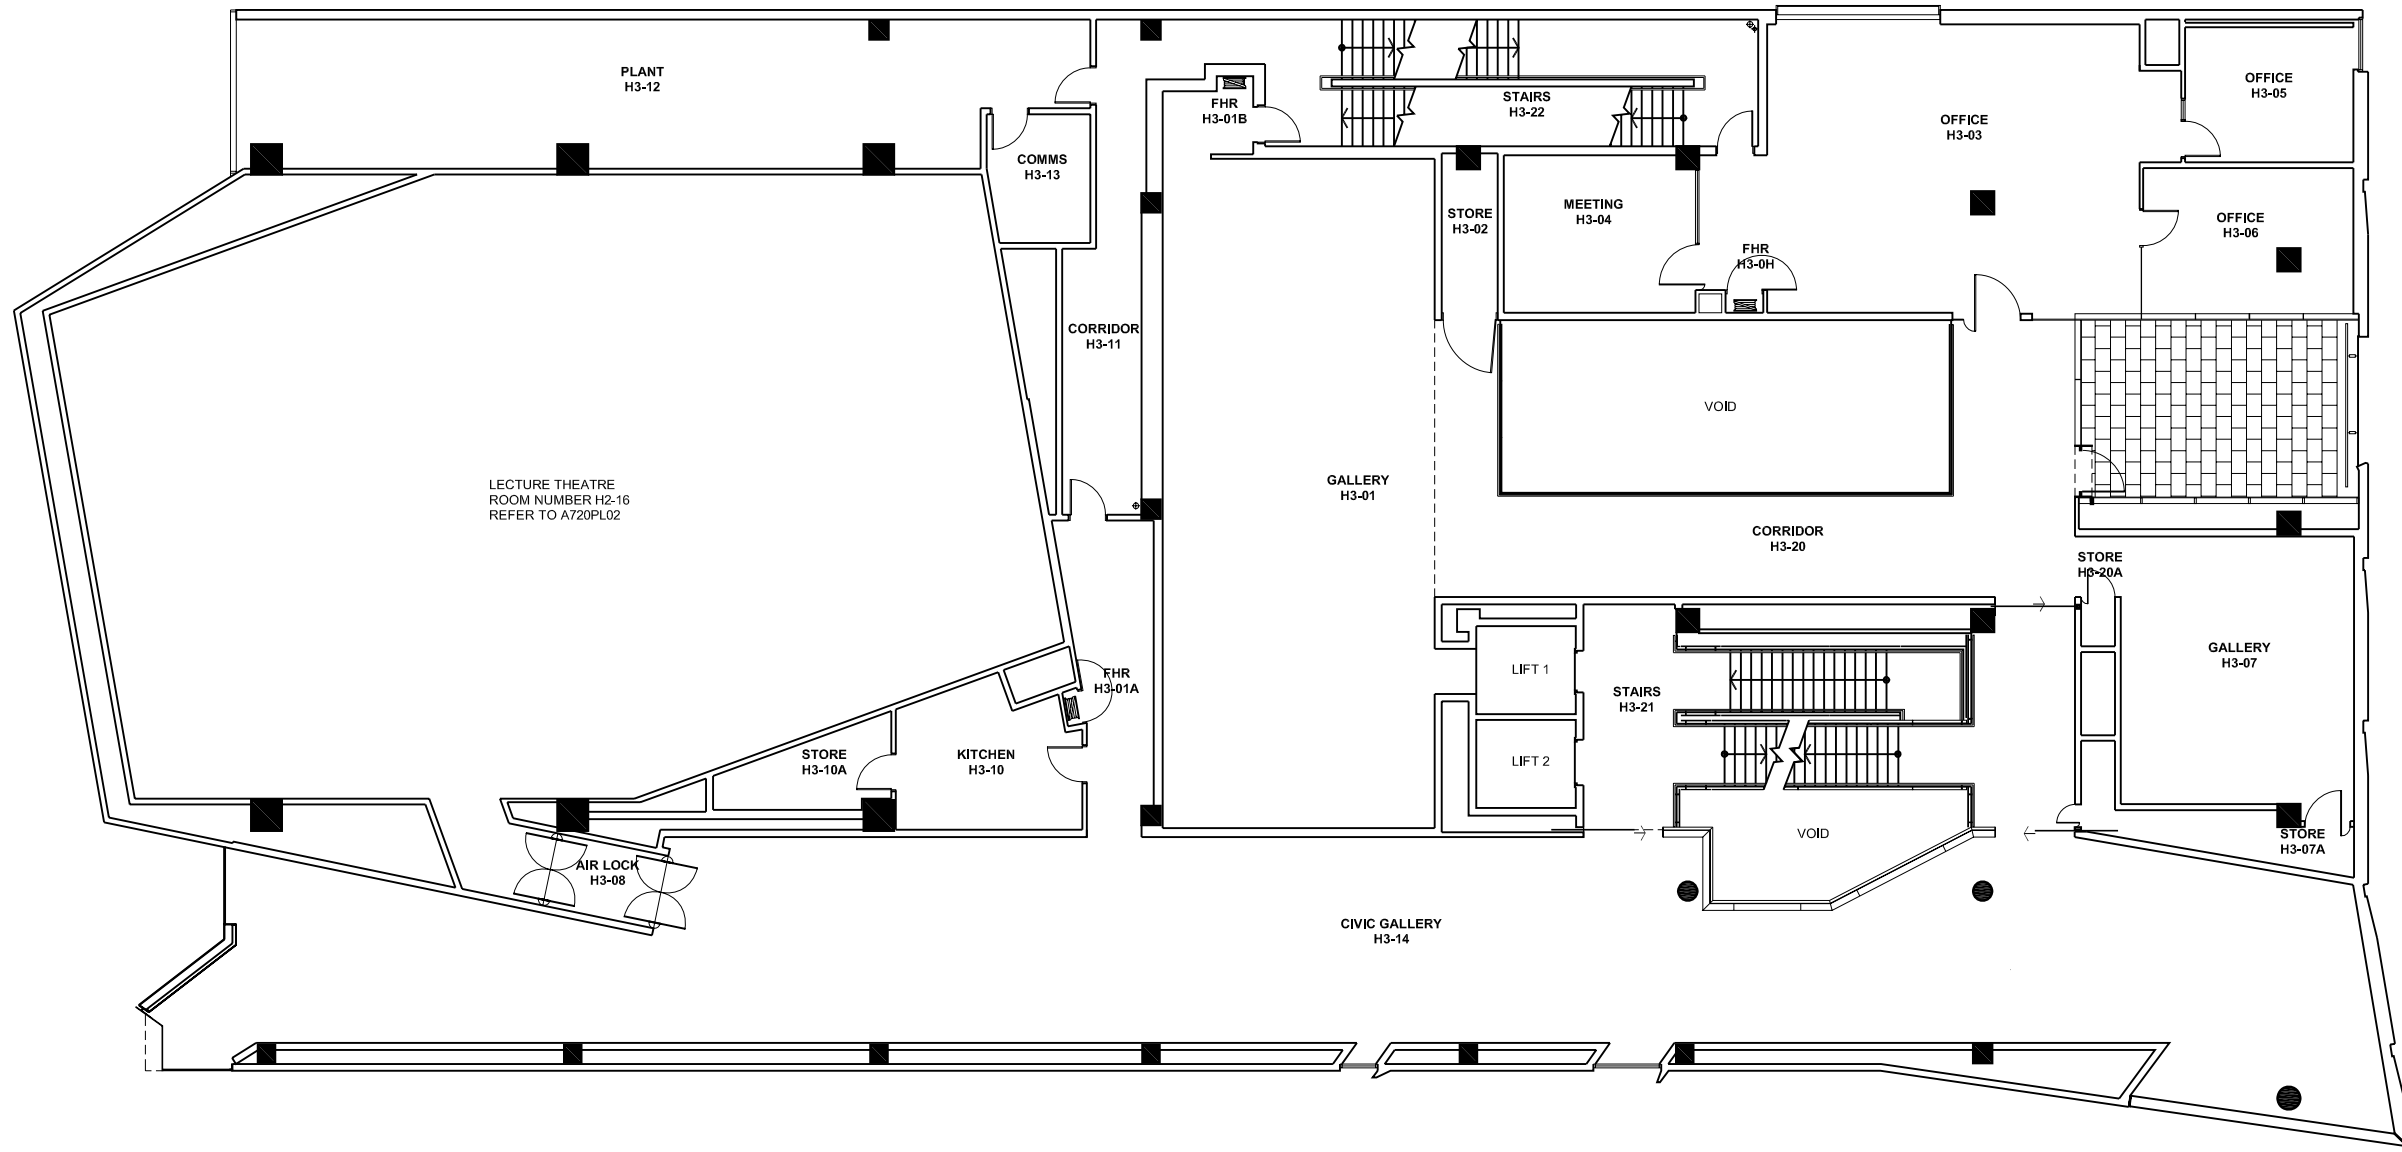 PLANT
H3-12
FHR
H3-01B
STAIRS
H3-22
OFFICE
H3-03
OFFICE
H3-05
COMMS
H3-13
STORE
H3-02
MEETING
H3-04
FHR
H3-0H
OFFICE
H3-06
CORRIDOR
H3-11
VOID
LECTURE THEATRE
ROOM NUMBER H2-16
REFER TO A720PL02
GALLERY
H3-01
CORRIDOR
H3-20
STORE
H3-20A
GALLERY
H3-07
LIFT 1
STAIRS
H3-21
FHR
H3-01A
STORE
H3-10A
KITCHEN
H3-10
LIFT 2
VOID
STORE
H3-07A
AIR LOCK
H3-08
CIVIC GALLERY
H3-14